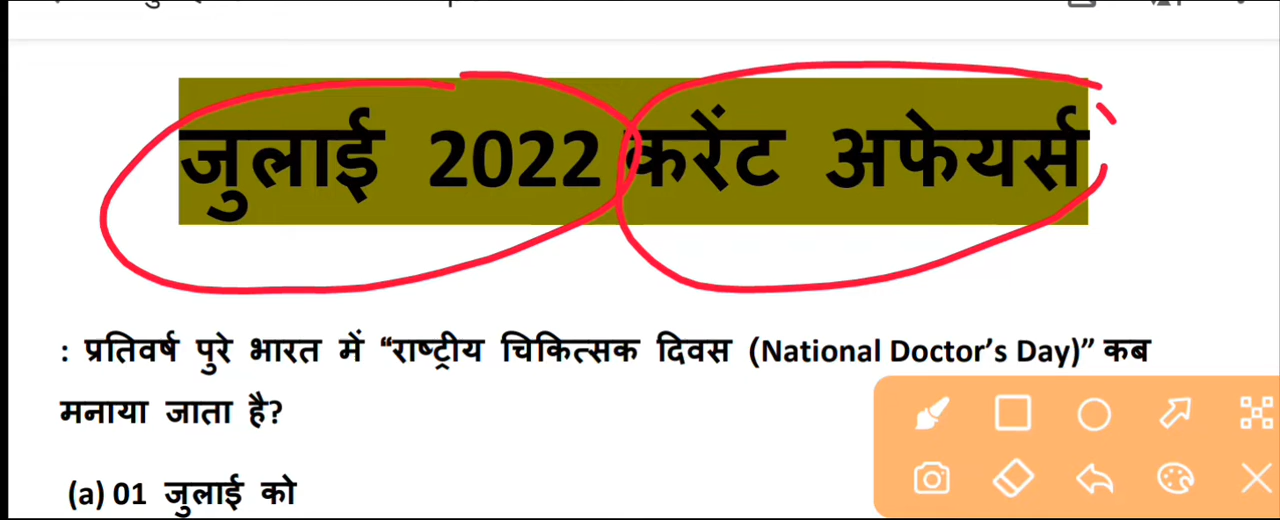 जुलाई 2022 करेंट अफेयर्स
: प्रतिवर्ष पुरे भारत में “राष्ट्रीय चिकित्सक दिवस (National Doctor’s Day)” कब
मनाया जाता है?
(a) 01 जुलाई को